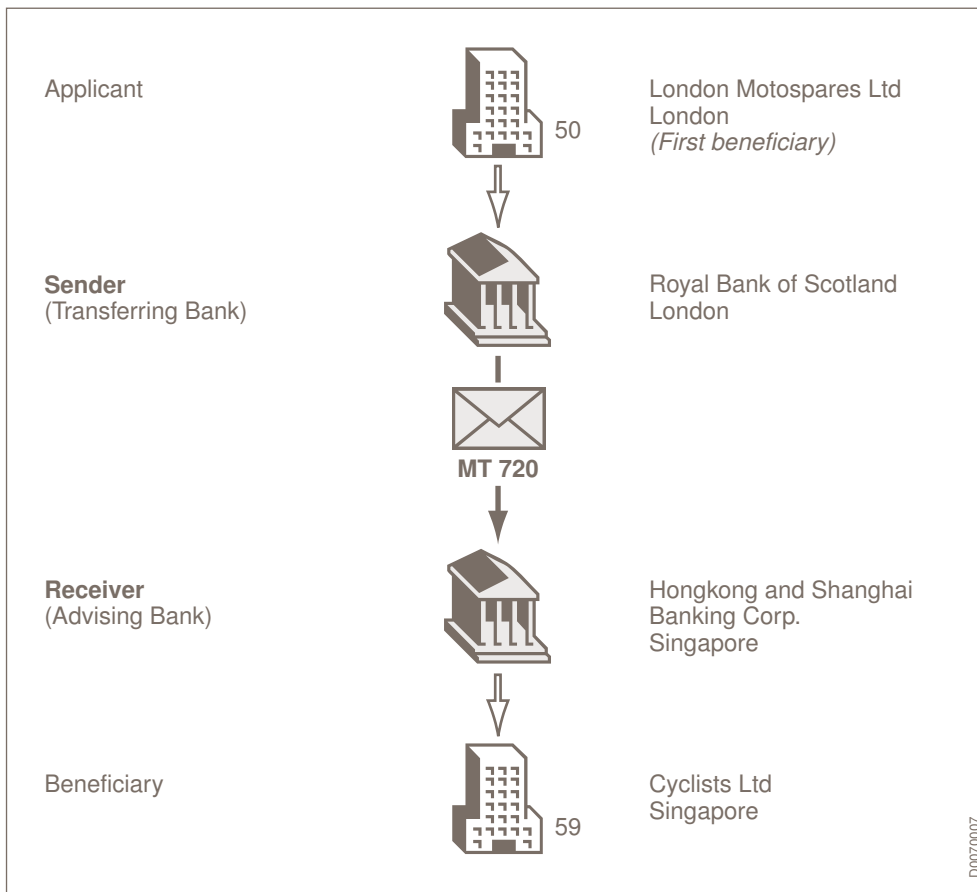 Applicant
50
London Motospares Ltd
London
(First beneficiary)
Sender
(Transferring Bank)
Royal Bank of Scotland
London
MT 720
Receiver
(Advising Bank)
Hongkong and Shanghai
Banking Corp.
Singapore
Beneficiary
59
Cyclists Ltd
Singapore
D0070007